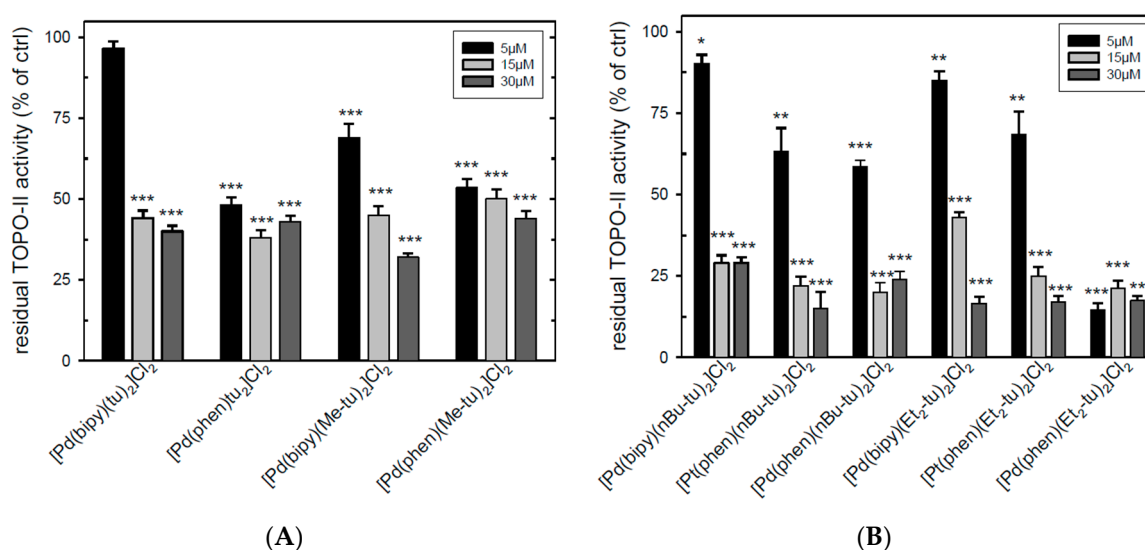 residual TOPO-II activity (% of ctrl)
100
75
50
25
0
5µM
15µM
30µM
***
***
***
***
***
***
***
***
***
***
***
[Pd(bipy)(tu)₂]Cl₂
[Pd(phen)tu₂]Cl₂
[Pd(bipy)(Me-tu)₂]Cl₂
[Pd(phen)(Me-tu)₂]Cl₂
(A)
residual TOPO-II activity (% of ctrl)
100
75
50
25
0
5µM
15µM
30µM
*
***
***
**
***
***
***
***
***
**
***
***
**
***
***
***
***
**
[Pd(bipy)(nBu-tu)₂]Cl₂
[Pt(phen)(nBu-tu)₂]Cl₂
[Pd(phen)(nBu-tu)₂]Cl₂
[Pd(bipy)(Et₂-tu)₂]Cl₂
[Pt(phen)(Et₂-tu)₂]Cl₂
[Pd(phen)(Et₂-tu)₂]Cl₂
(B)